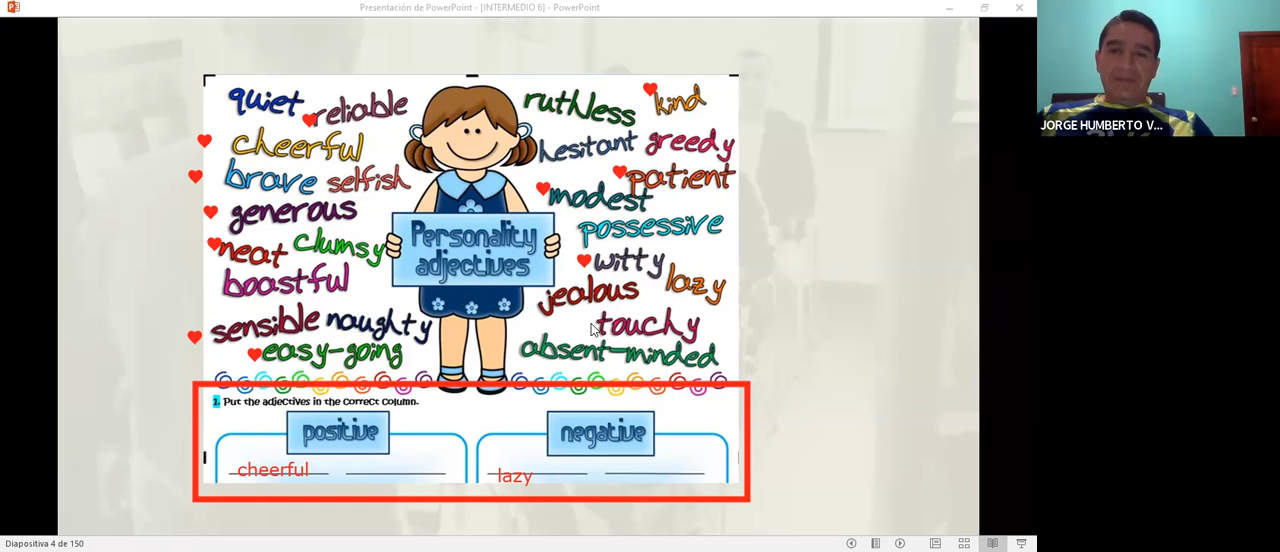 Presentación de PowerPoint - [INTERMEDIO 6] - PowerPoint
JORGE HUMBERTO V...
quiet reliable
cheerful
brave selfish
generous
neat clumsy
boastful
sensible naughty
easy-going
Personality
adjectives
ruthless kind
hesitant greedy
patient
modest
possessive
witty
lazy
jealous
touchy
absent-minded
1. Put the adjectives in the correct column.
positive
negative
cheerful
lazy
Diapositiva 4 de 150